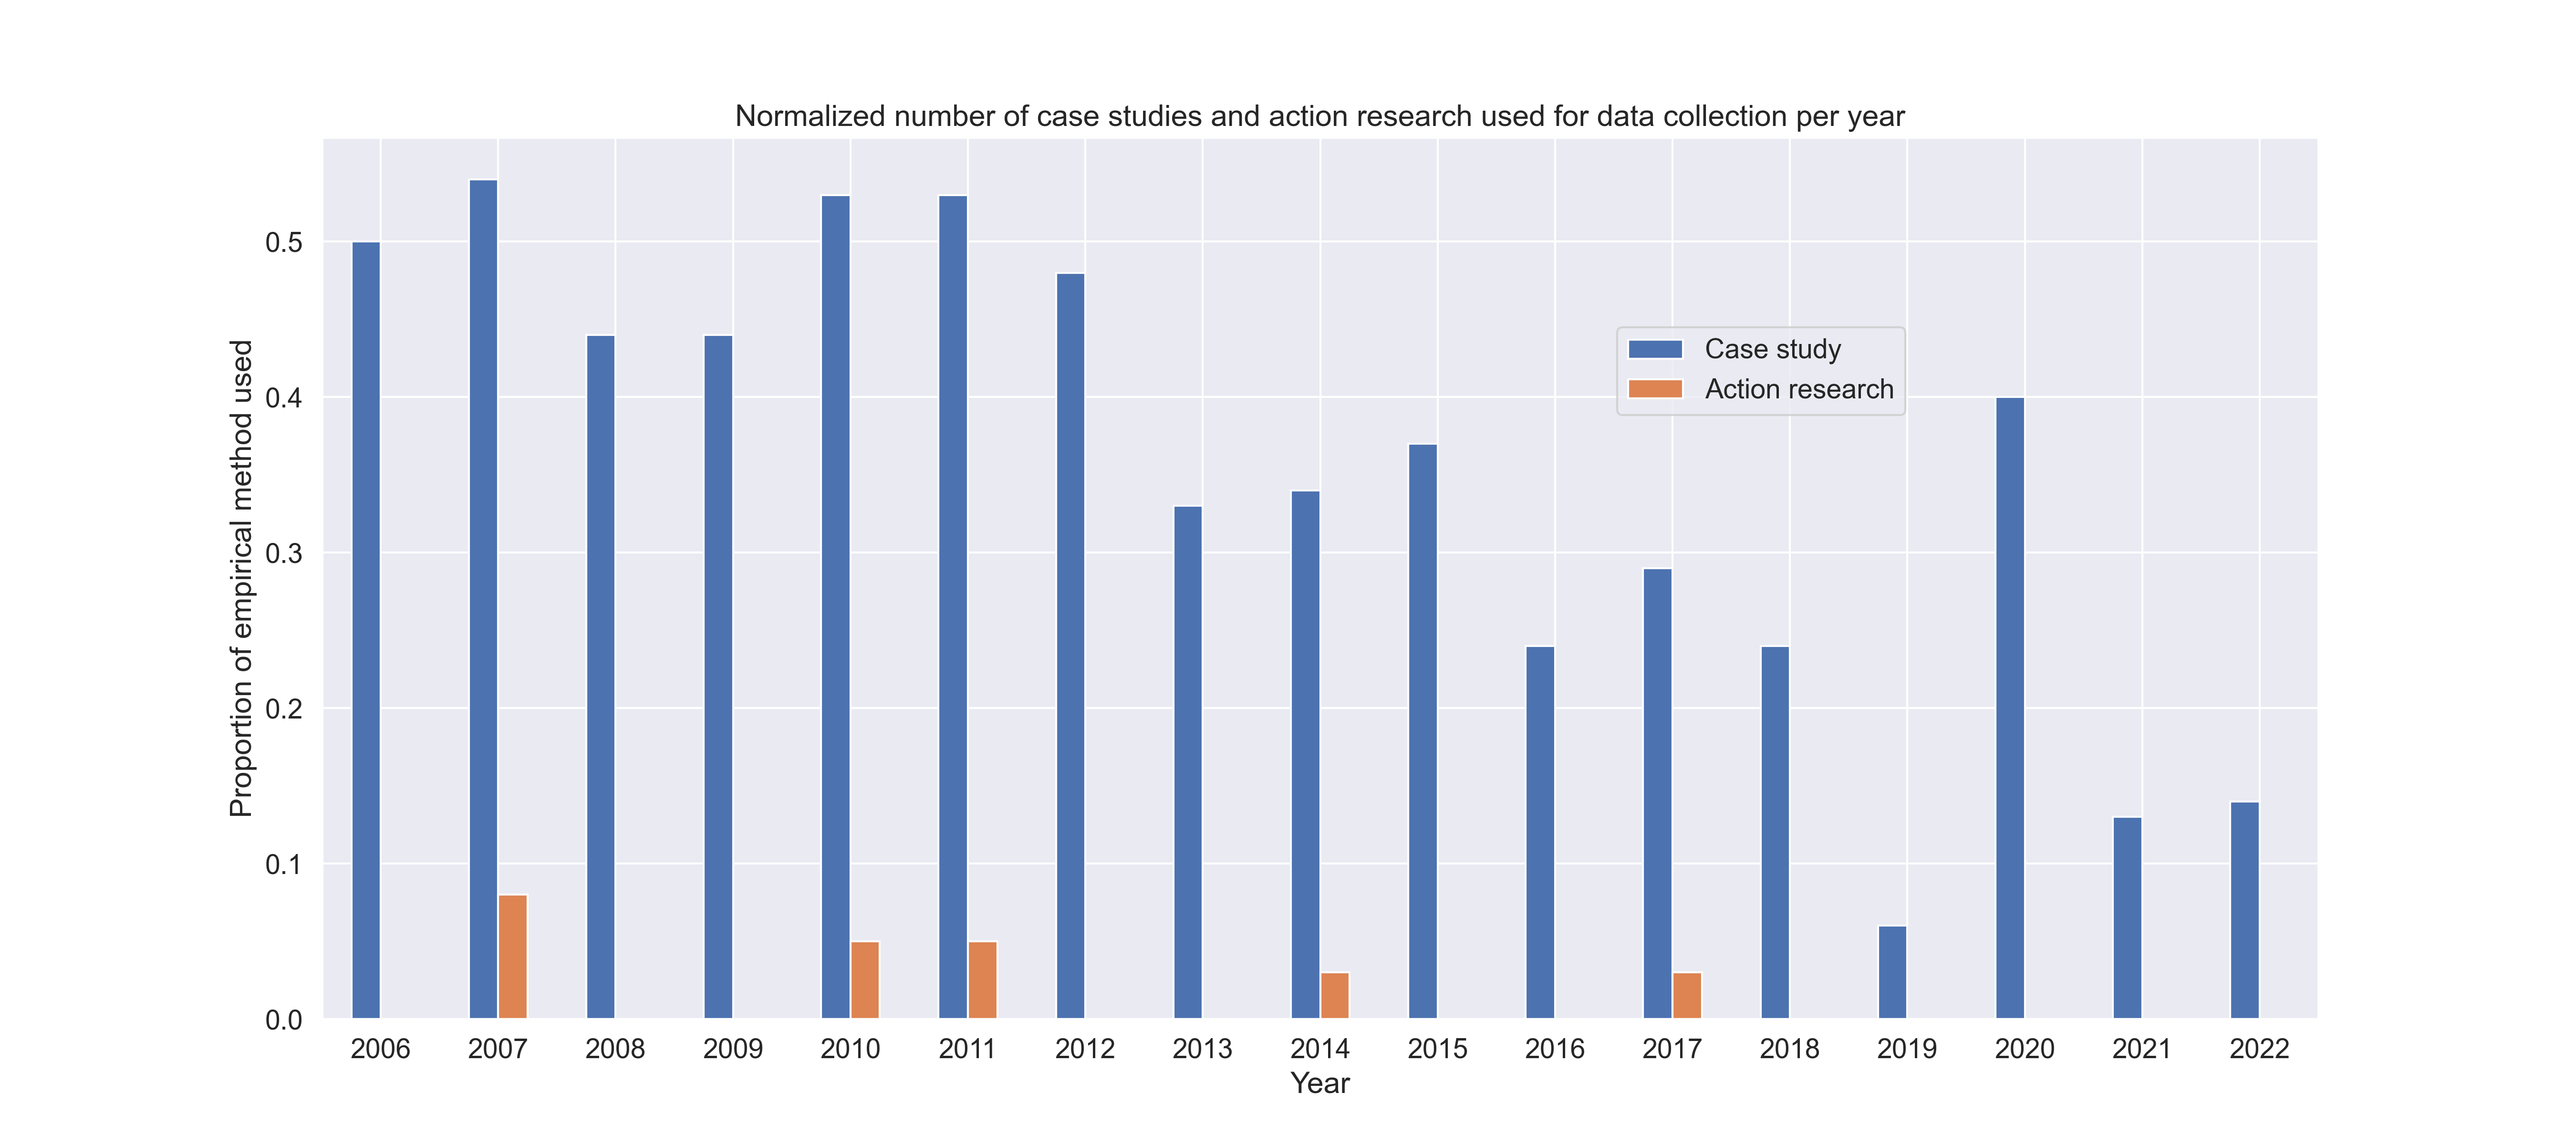 Normalized number of case studies and action research used for data collection per year
Proportion of empirical method used
0.5
0.4
0.3
0.2
0.1
0.0
Case study
Action research
2006 2007 2008 2009 2010 2011 2012 2013 2014 2015 2016 2017 2018 2019 2020 2021 2022
Year